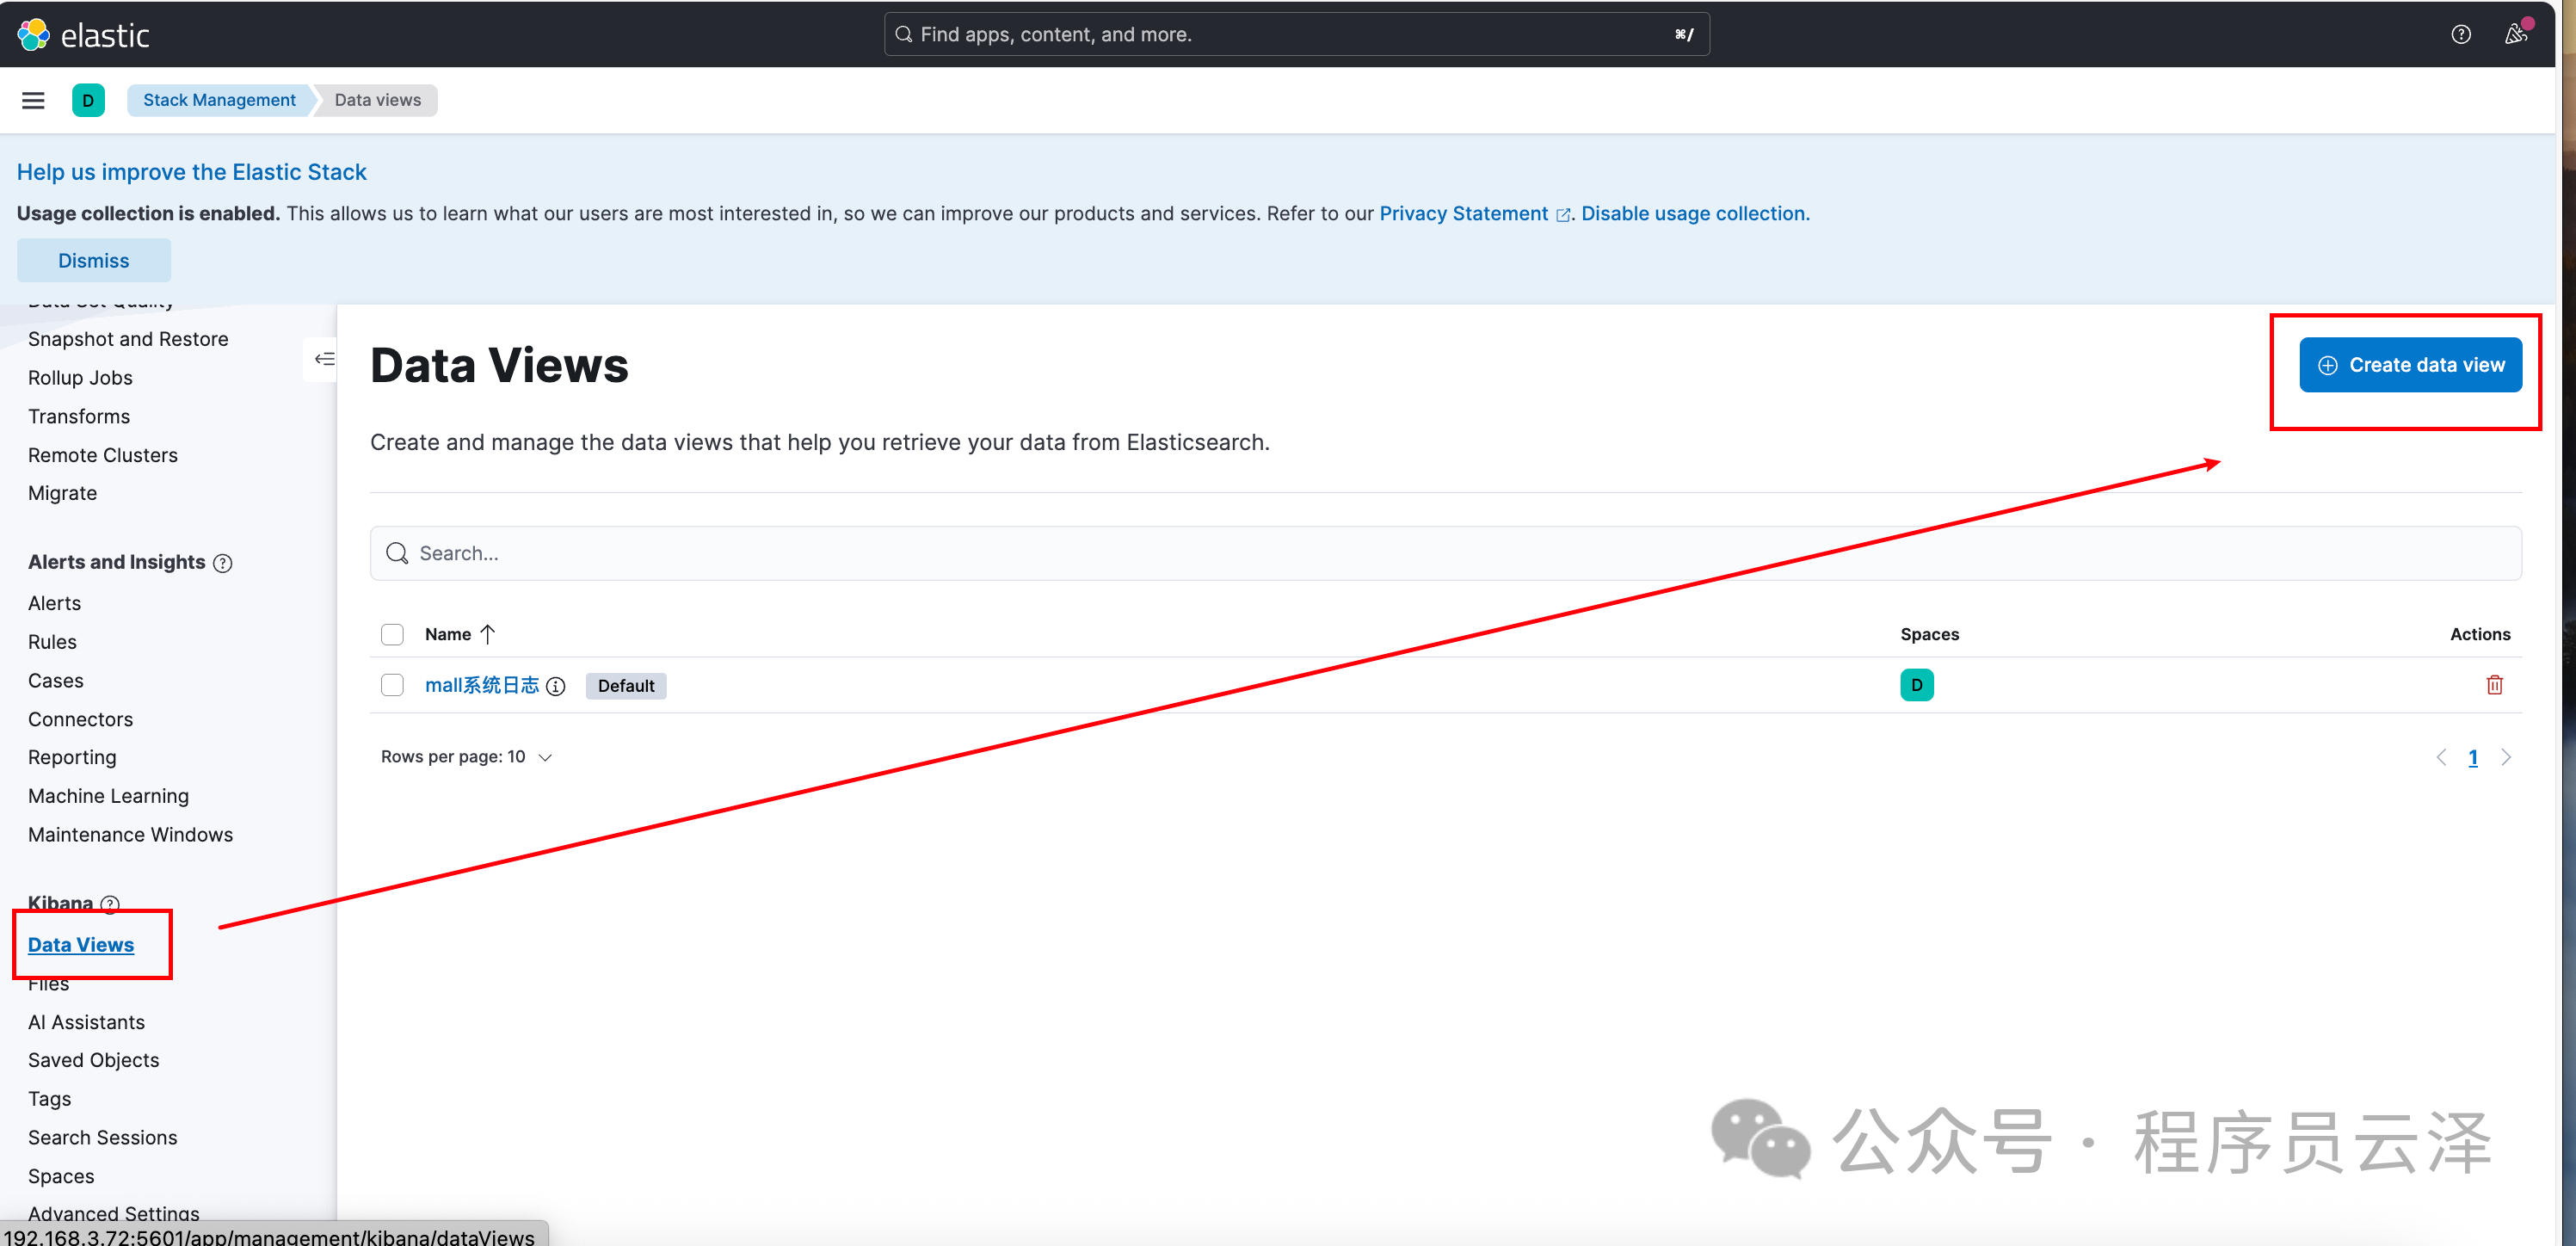 elastic
Find apps, content, and more.
⌘/
D
Stack Management
Data views
Help us improve the Elastic Stack
Usage collection is enabled. This allows us to learn what our users are most interested in, so we can improve our products and services. Refer to our Privacy Statement. Disable usage collection.
Dismiss
Data Set Quality
Snapshot and Restore
Rollup Jobs
Transforms
Remote Clusters
Migrate
Alerts and Insights
Alerts
Rules
Cases
Connectors
Reporting
Machine Learning
Maintenance Windows
Kibana
Data Views
Files
AI Assistants
Saved Objects
Tags
Search Sessions
Spaces
Advanced Settings
192.168.3.72:5601/app/management/kibana/dataViews
Data Views
Create data view
Create and manage the data views that help you retrieve your data from Elasticsearch.
Search...
Name Spaces Actions
mall系统日志 Default D
Rows per page: 10
1
公众号 · 程序员云泽